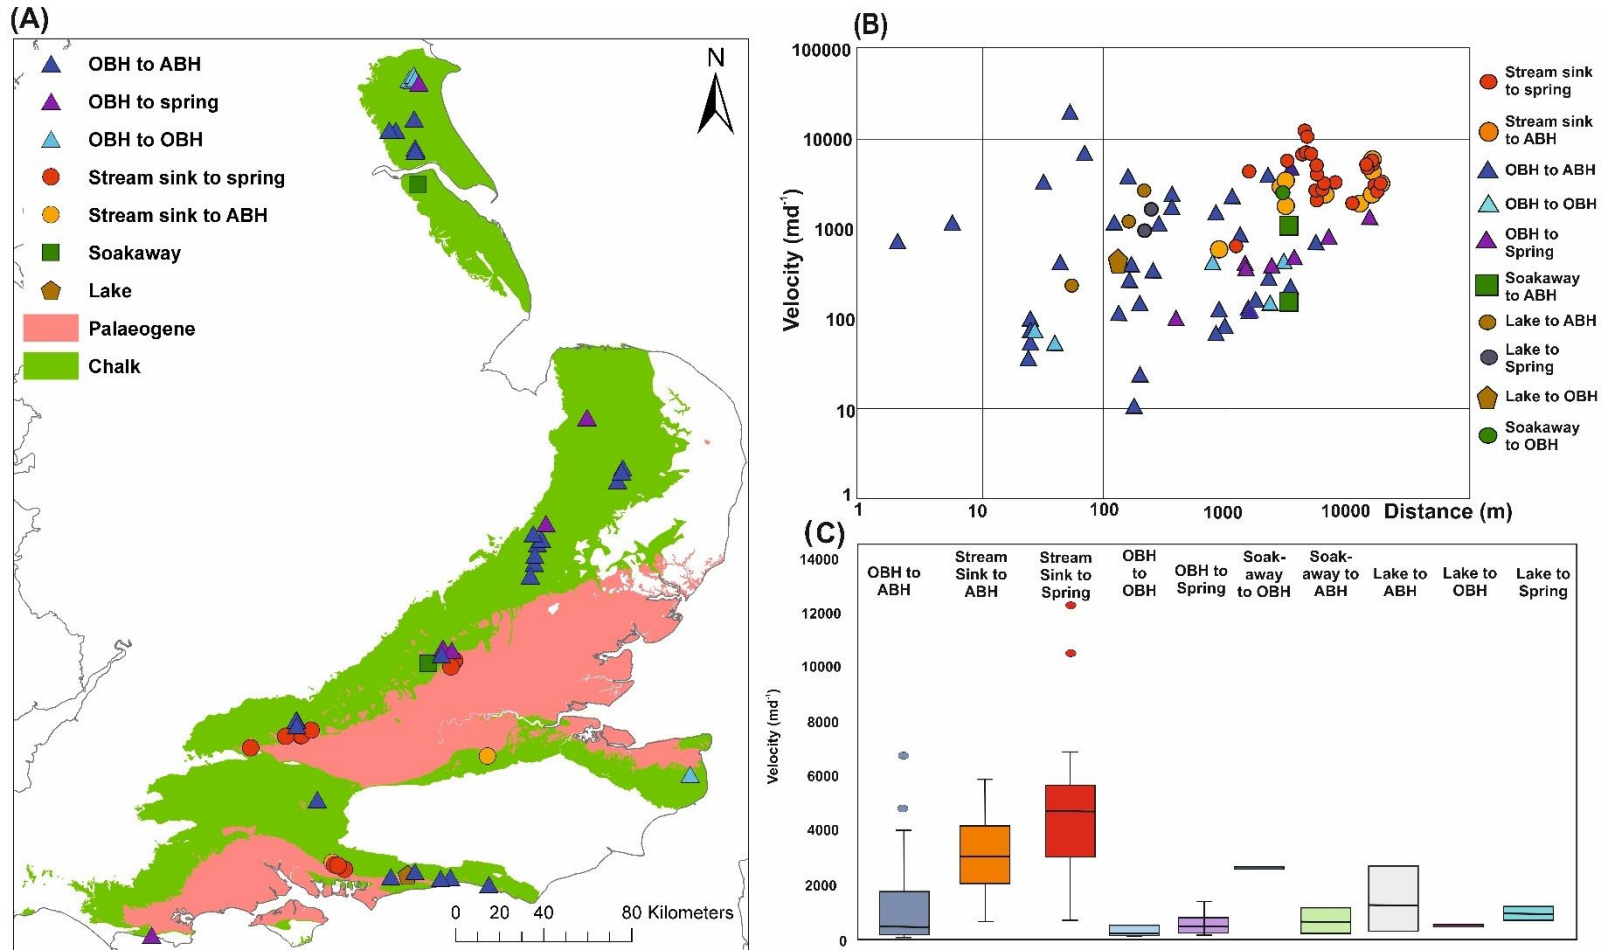 (A)
OBH to ABH
OBH to spring
OBH to OBH
Stream sink to spring
Stream sink to ABH
Soakaway
Lake
Palaeogene
Chalk
N
0 20 40 80 Kilometers
(B)
100000
10000
1000
100
10
1
Velocity (md⁻¹)
1 10 100 1000 10000 Distance (m)
Stream sink
to spring
Stream sink
to ABH
OBH to ABH
OBH to OBH
OBH to
Spring
Soakaway
to ABH
Lake to ABH
Lake to
Spring
Lake to OBH
Soakaway
to OBH
(C)
14000
12000
10000
8000
6000
4000
2000
0
Velocity (md⁻¹)
OBH to
ABH
Stream
Sink to
ABH
Stream
Sink to
Spring
OBH
to
OBH
OBH to
Spring
Soak-
away
to OBH
Soak-
away to
ABH
Lake to
ABH
Lake to
OBH
Lake to
Spring